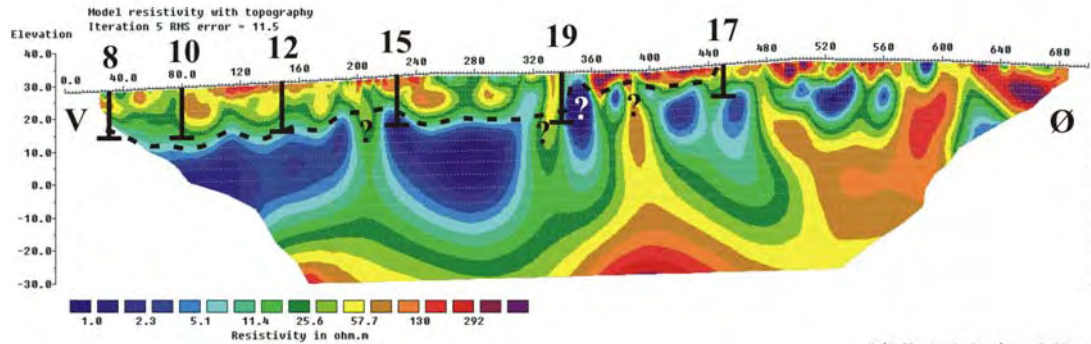 Model resistivity with topography
Iteration 5 RMS error = 11.5
Elevation
8 10 12 15 19 17
40.0
30.0
20.0
10.0
0.0
-10.0
-20.0
-30.0
0.0 40.0 80.0 120 160 200 240 280 320 360 400 440 480 520 560 600 640 680
V ? ? ? ? Ø
1.0 2.3 5.1 11.4 25.6 57.7 130 292
Resistivity in ohm.m